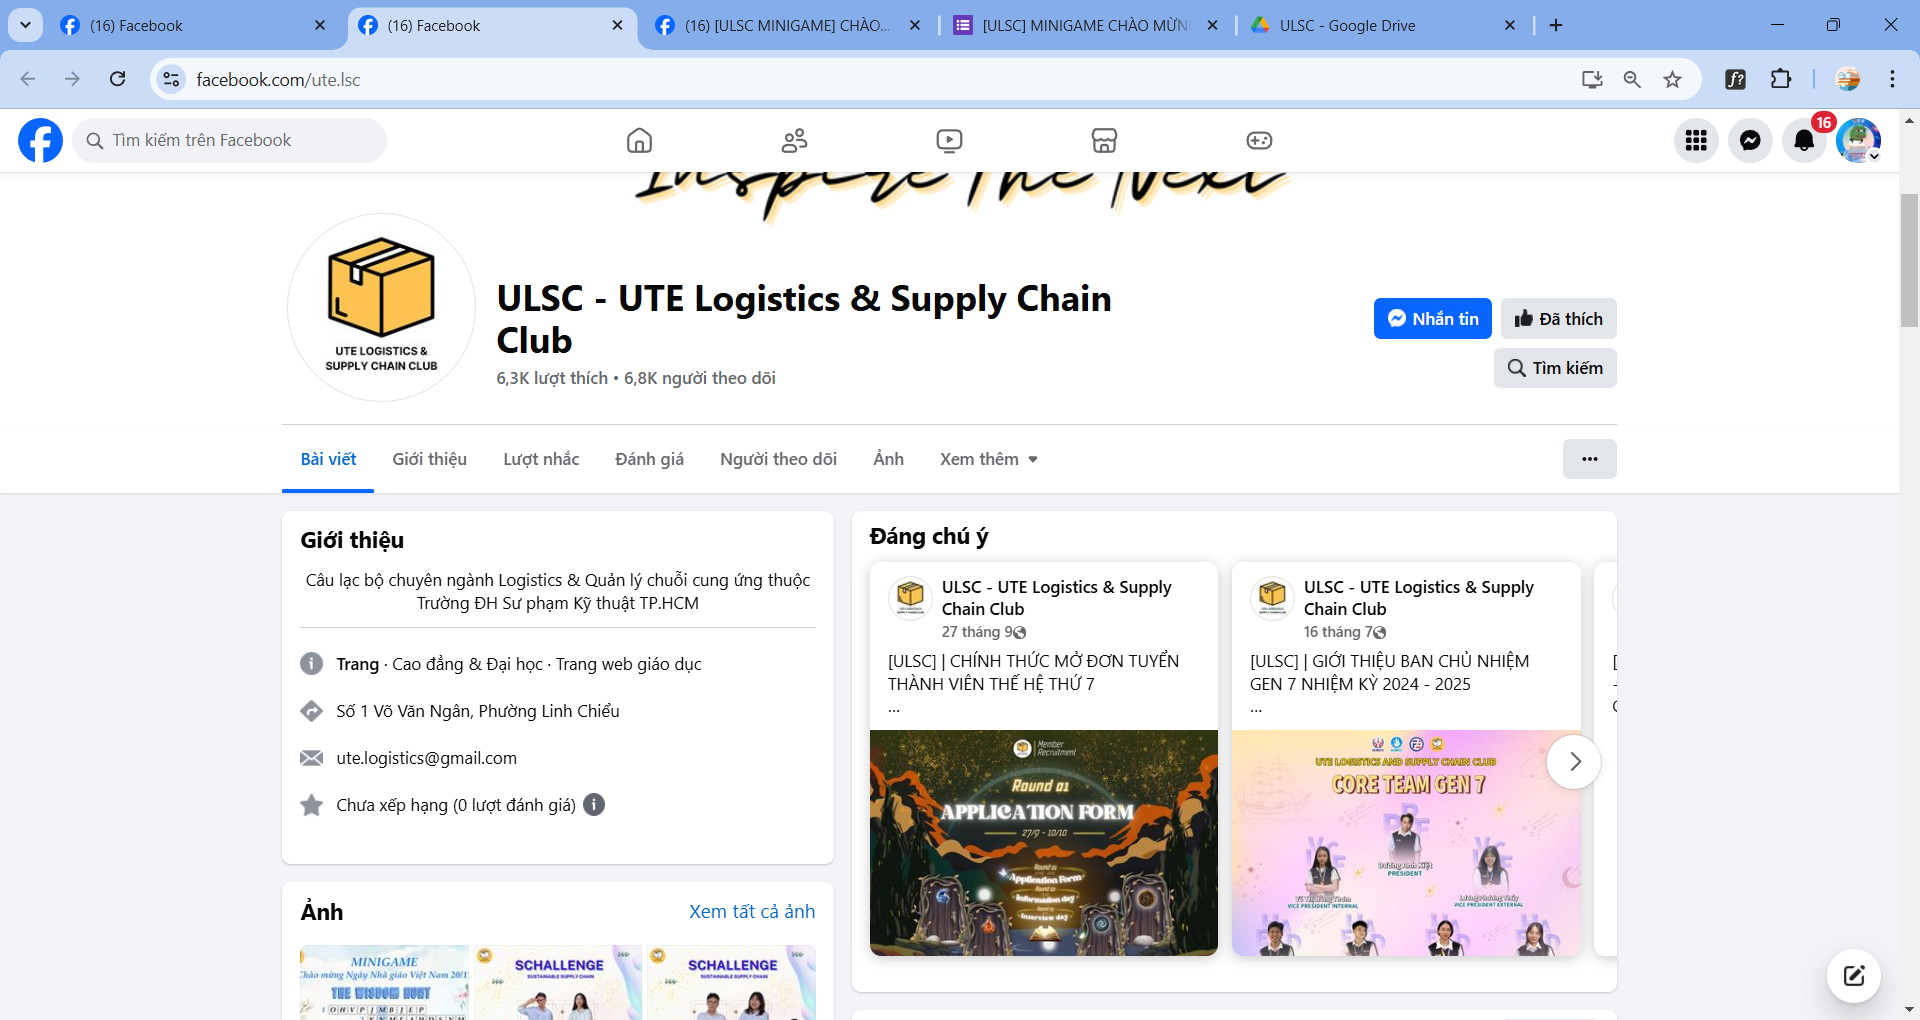 (16) Facebook
(16) Facebook
(16) [ULSC MINIGAME] CHÀO...
[ULSC] MINIGAME CHÀO MỪN
ULSC - Google Drive
facebook.com/ute.lsc
Tìm kiếm trên Facebook
16
Inspire The Next
UTE LOGISTICS &
SUPPLY CHAIN CLUB
ULSC - UTE Logistics & Supply Chain
Club
6,3K lượt thích • 6,8K người theo dõi
Nhắn tin
Đã thích
Tìm kiếm
Bài viết
Giới thiệu
Lượt nhắc
Đánh giá
Người theo dõi
Ảnh
Xem thêm
Giới thiệu
Câu lạc bộ chuyên ngành Logistics & Quản lý chuỗi cung ứng thuộc
Trường ĐH Sư phạm Kỹ thuật TP.HCM
Trang · Cao đẳng & Đại học · Trang web giáo dục
Số 1 Võ Văn Ngân, Phường Linh Chiểu
ute.logistics@gmail.com
Chưa xếp hạng (0 lượt đánh giá)
Ảnh
Xem tất cả ảnh
MINIGAME
Chào mừng Ngày Nhà giáo Việt Nam 20/1
THE WISDOM HUNT
SCHALLENGE
SUSTAINABLE SUPPLY CHAIN
SCHALLENGE
SUSTAINABLE SUPPLY CHAIN
Đáng chú ý
ULSC - UTE Logistics & Supply
Chain Club
27 tháng 9
[ULSC] | CHÍNH THỨC MỞ ĐƠN TUYỂN
THÀNH VIÊN THẾ HỆ THỨ 7
...
Member
Recruitment
Round 01
APPLICATION FORM
27/9 - 10/10
Round 01
Application Form
Round 02
Information day
Round 03
Interview day
ULSC - UTE Logistics & Supply
Chain Club
16 tháng 7
[ULSC] | GIỚI THIỆU BAN CHỦ NHIỆM
GEN 7 NHIỆM KỲ 2024 - 2025
...
UTE LOGISTICS AND SUPPLY CHAIN CLUB
CORE TEAM GEN 7
Dương Anh Kiệt
PRESIDENT
VICE PRESIDENT INTERNAL
Lương Phương Thùy
VICE PRESIDENT EXTERNAL